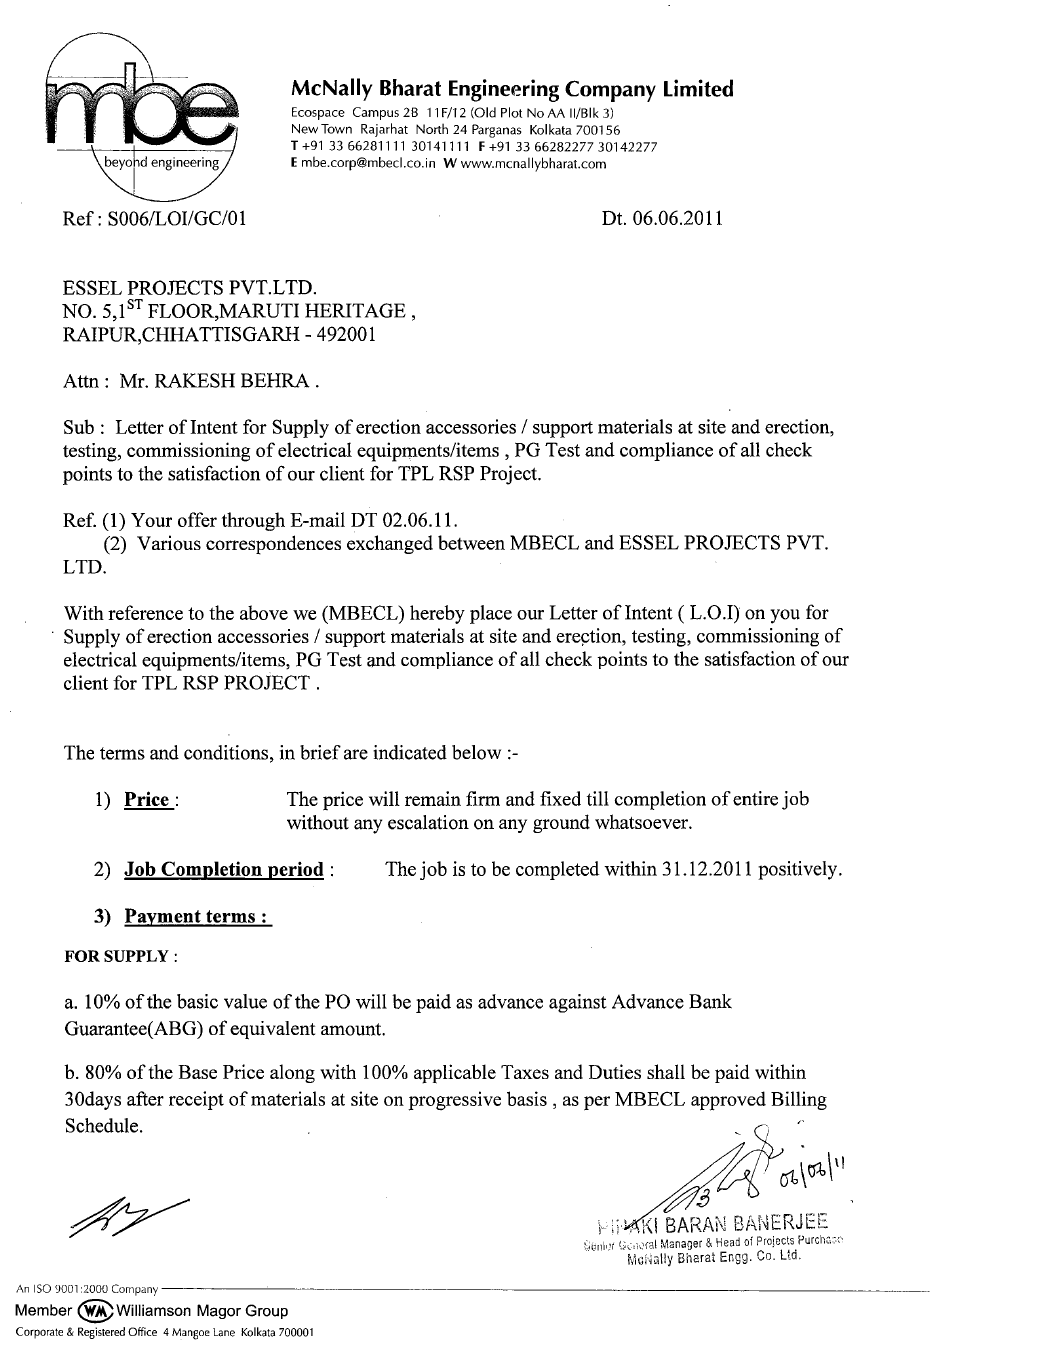 mbe
beyond engineering
McNally Bharat Engineering Company Limited
Ecospace Campus 2B 11F/12 (Old Plot No AA II/Blk 3)
New Town Rajarhat North 24 Parganas Kolkata 700156
T +91 33 66281111 30141111 F +91 33 66282277 30142277
E mbe.corp@mbecl.co.in W www.mcnallybharat.com
Ref : S006/LOI/GC/01 Dt. 06.06.2011
ESSEL PROJECTS PVT.LTD.
NO. 5,1ST FLOOR,MARUTI HERITAGE ,
RAIPUR,CHHATTISGARH - 492001
Attn : Mr. RAKESH BEHRA .
Sub : Letter of Intent for Supply of erection accessories / support materials at site and erection,
testing, commissioning of electrical equipments/items , PG Test and compliance of all check
points to the satisfaction of our client for TPL RSP Project.
Ref. (1) Your offer through E-mail DT 02.06.11.
(2) Various correspondences exchanged between MBECL and ESSEL PROJECTS PVT.
LTD.
With reference to the above we (MBECL) hereby place our Letter of Intent ( L.O.I) on you for
Supply of erection accessories / support materials at site and erection, testing, commissioning of
electrical equipments/items, PG Test and compliance of all check points to the satisfaction of our
client for TPL RSP PROJECT .
The terms and conditions, in brief are indicated below :-
1) Price : The price will remain firm and fixed till completion of entire job
without any escalation on any ground whatsoever.
2) Job Completion period : The job is to be completed within 31.12.2011 positively.
3) Payment terms :
FOR SUPPLY :
a. 10% of the basic value of the PO will be paid as advance against Advance Bank
Guarantee(ABG) of equivalent amount.
b. 80% of the Base Price along with 100% applicable Taxes and Duties shall be paid within
30days after receipt of materials at site on progressive basis , as per MBECL approved Billing
Schedule.
06/06/11
BARAN BANERJEE
Senior General Manager & Head of Projects Purchase
McNally Bharat Engg. Co. Ltd.
An ISO 9001:2000 Company
Member WM Williamson Magor Group
Corporate & Registered Office 4 Mangoe Lane Kolkata 700001